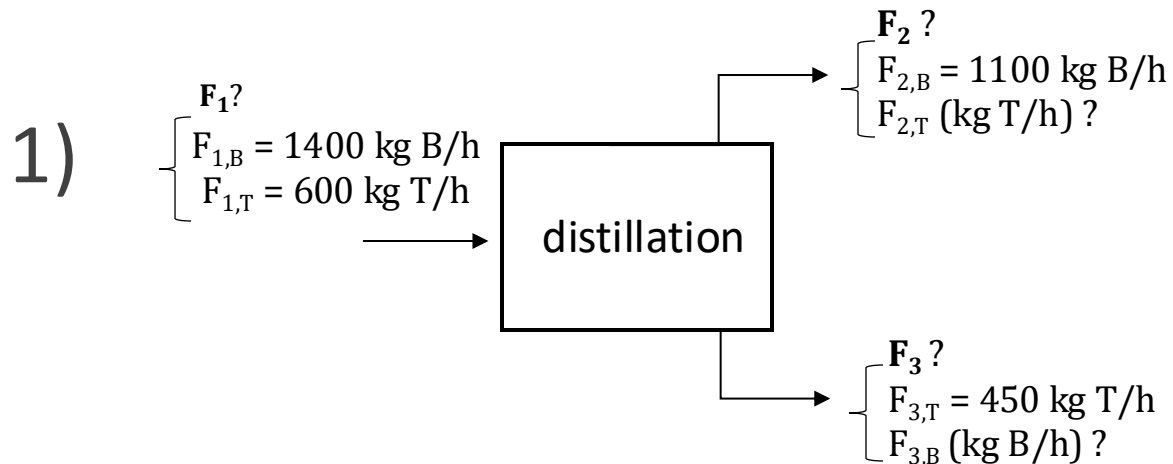 1)
F₁?
F₁,B = 1400 kg B/h
F₁,T = 600 kg T/h
distillation
F₂ ?
F₂,B = 1100 kg B/h
F₂,T (kg T/h) ?
F₃ ?
F₃,T = 450 kg T/h
F₃,B (kg B/h) ?